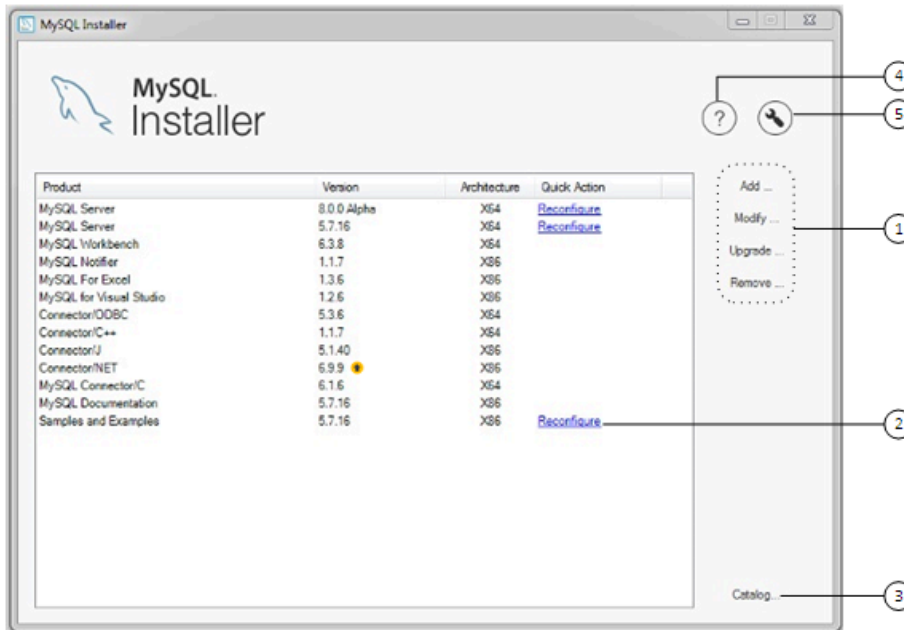 MySQL Installer
MySQL.
Installer
?
4
5
Product Version Architecture Quick Action
MySQL Server 8.0.0 Alpha X64 Reconfigure
MySQL Server 5.7.16 X64 Reconfigure
MySQL Workbench 6.3.8 X64
MySQL Notifier 1.1.7 X86
MySQL For Excel 1.3.6 X86
MySQL for Visual Studio 1.2.6 X86
Connector/ODBC 5.3.6 X64
Connector/C++ 1.1.7 X64
Connector/J 5.1.40 X86
Connector/NET 6.9.9 X86
MySQL Connector/C 6.1.6 X64
MySQL Documentation 5.7.16 X86
Samples and Examples 5.7.16 X86 Reconfigure
Add ...
Modify ...
Upgrade ...
Remove ...
1
2
Catalog...
3